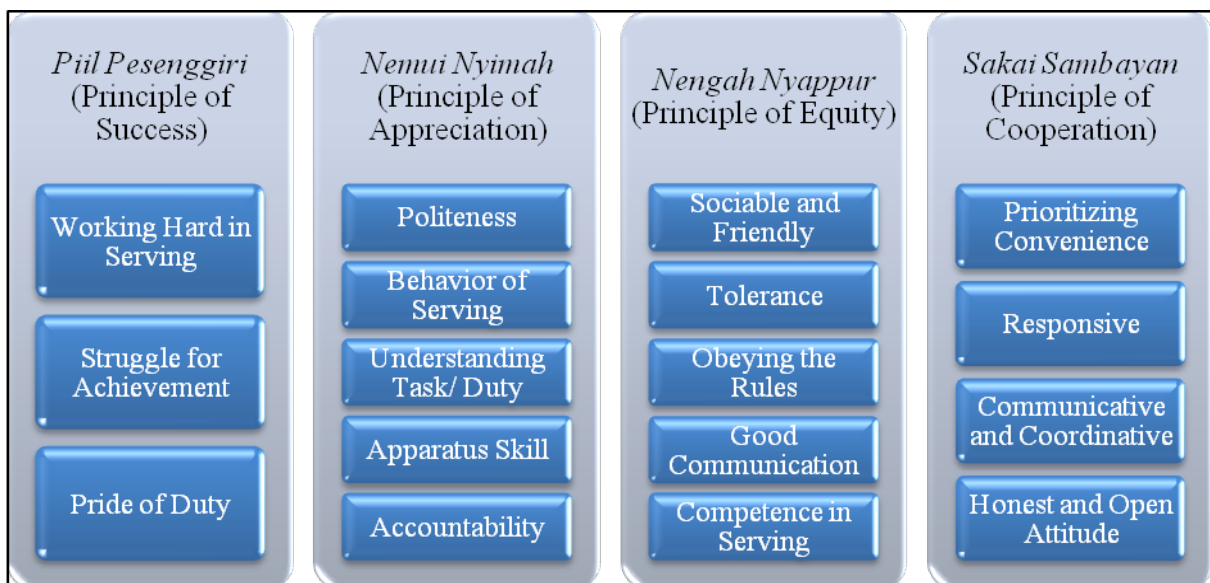 Piil Pesenggiri
(Principle of
Success)
Working Hard in
Serving
Struggle for
Achievement
Pride of Duty
Nemui Nyimah
(Principle of
Appreciation)
Politeness
Behavior of
Serving
Understanding
Task/ Duty
Apparatus Skill
Accountability
Nengah Nyappur
(Principle of Equity)
Sociable and
Friendly
Tolerance
Obeying the
Rules
Good
Communication
Competence in
Serving
Sakai Sambayan
(Principle of
Cooperation)
Prioritizing
Convenience
Responsive
Communicative
and Coordinative
Honest and Open
Attitude